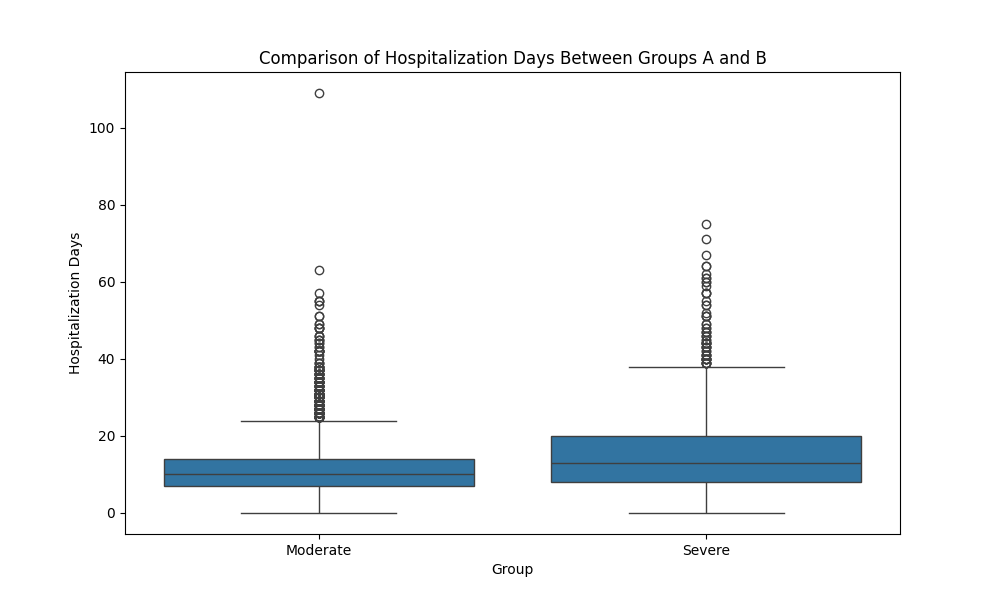 Comparison of Hospitalization Days Between Groups A and B
Hospitalization Days
100
80
60
40
20
0
Moderate
Severe
Group